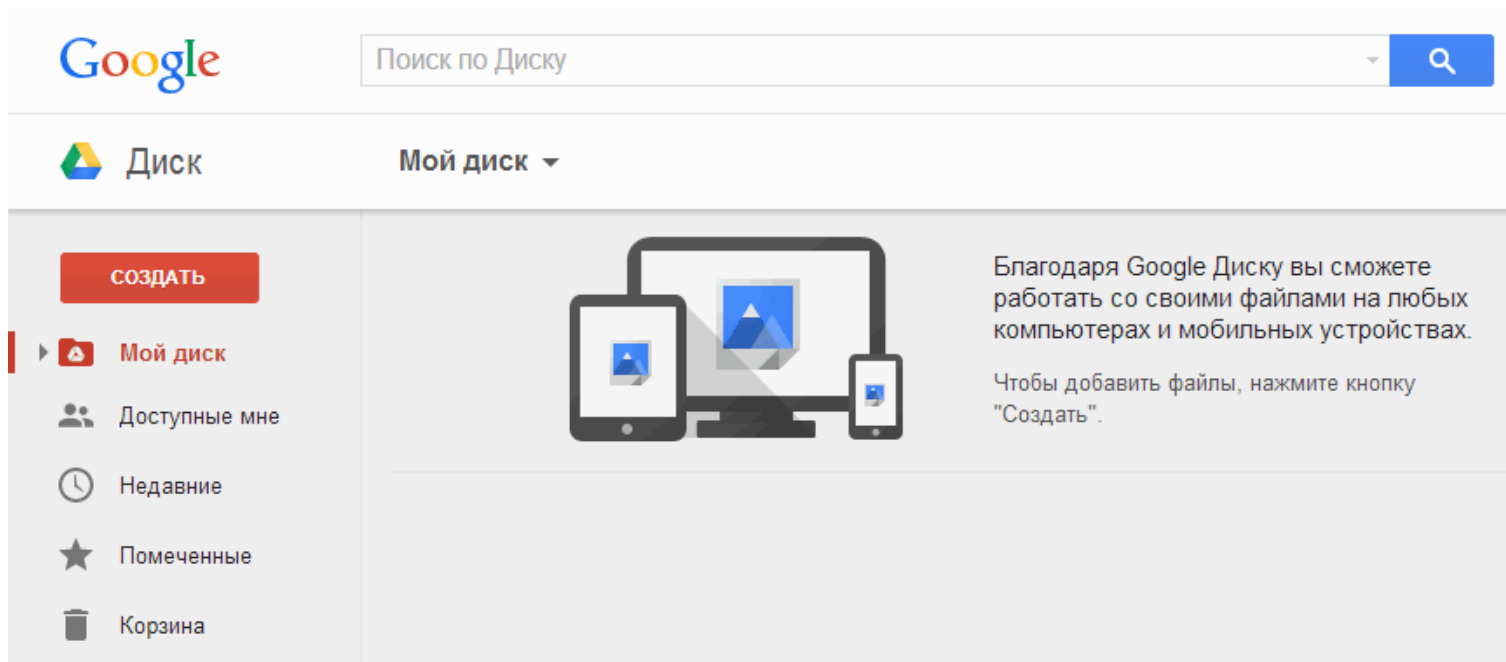 Google
Поиск по Диску
Диск
Мой диск
СОЗДАТЬ
Мой диск
Доступные мне
Недавние
Помеченные
Корзина
Благодаря Google Диску вы сможете
работать со своими файлами на любых
компьютерах и мобильных устройствах.
Чтобы добавить файлы, нажмите кнопку
"Создать".